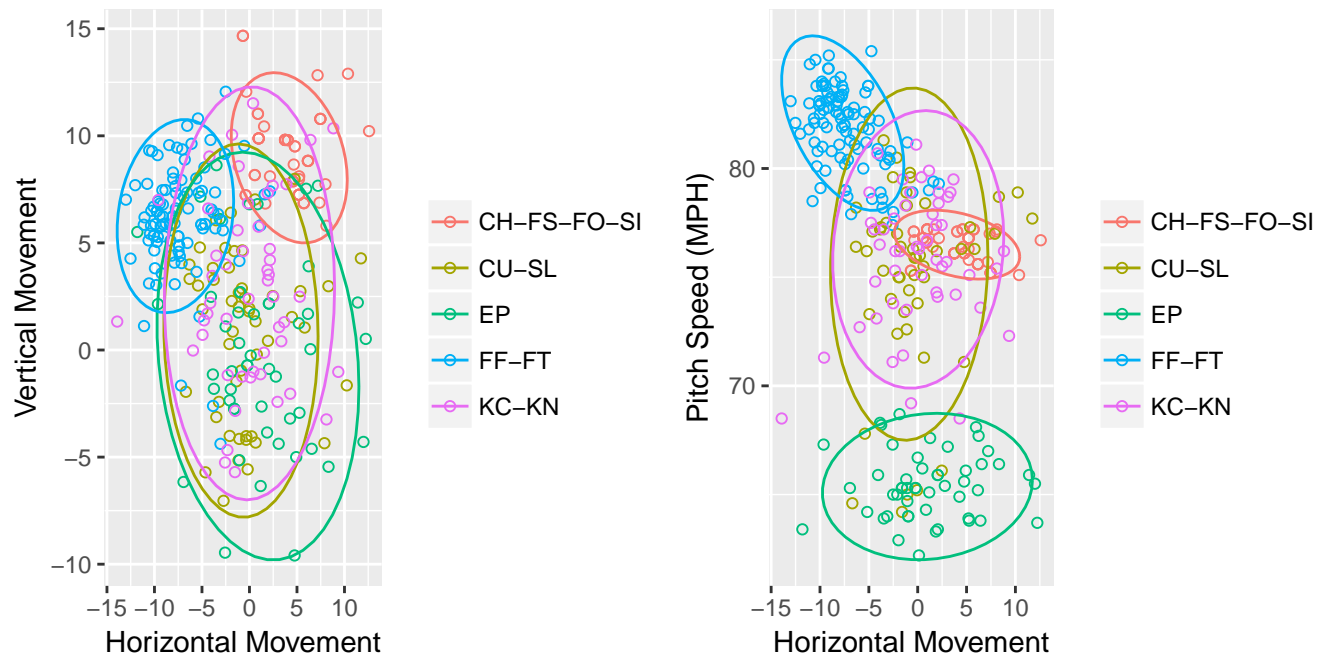 15
10
5
0
−5
−10
−15 −10 −5 0 5 10
Horizontal Movement
Vertical Movement
CH−FS−FO−SI
CU−SL
EP
FF−FT
KC−KN
80
70
−15 −10 −5 0 5 10
Horizontal Movement
Pitch Speed (MPH)
CH−FS−FO−SI
CU−SL
EP
FF−FT
KC−KN